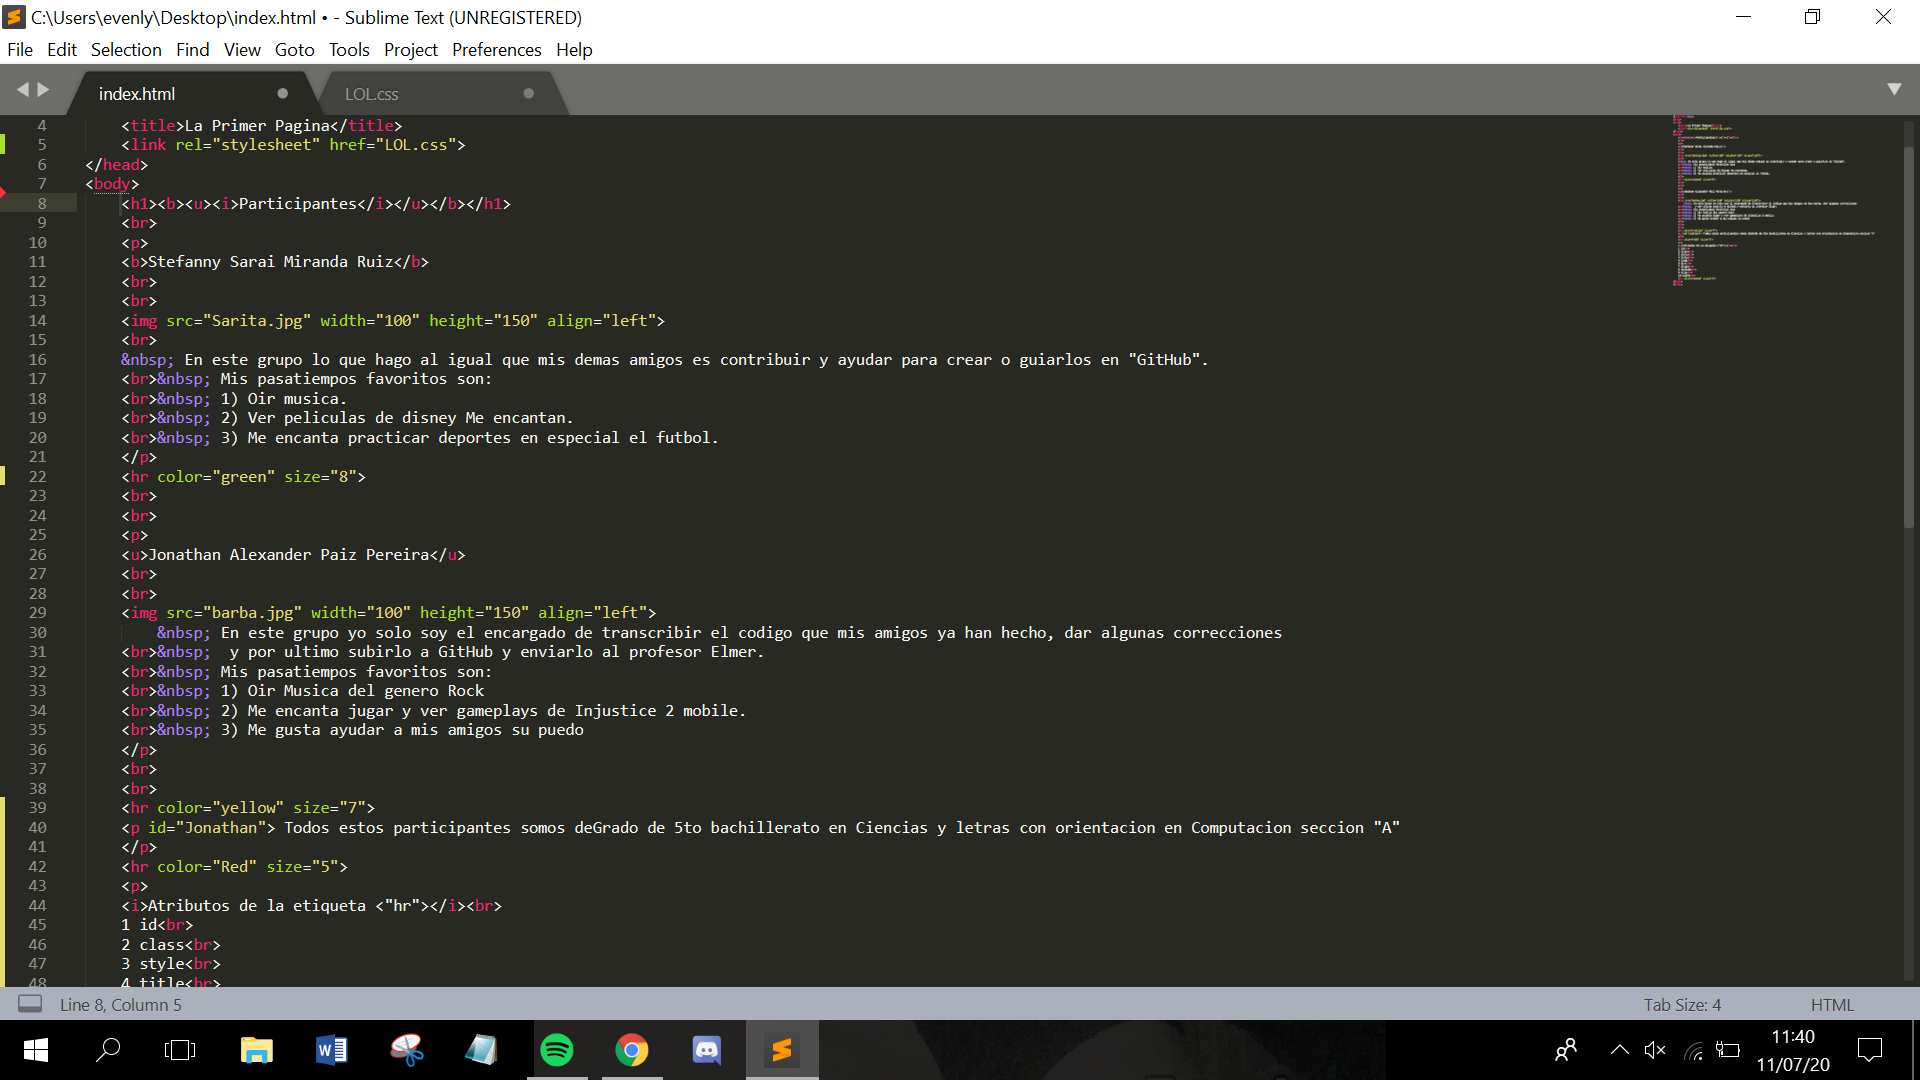 C:\Users\evenly\Desktop\index.html • - Sublime Text (UNREGISTERED)
File Edit Selection Find View Goto Tools Project Preferences Help
index.html LOL.css
4 <title>La Primer Pagina</title>
5 <link rel="stylesheet" href="LOL.css">
6 </head>
7 <body>
8 <h1><b><u><i>Participantes</i></u></b></h1>
9 <br>
10 <p>
11 <b>Stefanny Sarai Miranda Ruiz</b>
12 <br>
13 <br>
14 <img src="Sarita.jpg" width="100" height="150" align="left">
15 <br>
16 &nbsp; En este grupo lo que hago al igual que mis demas amigos es contribuir y ayudar para crear o guiarlos en "GitHub".
17 <br>&nbsp; Mis pasatiempos favoritos son:
18 <br>&nbsp; 1) Oir musica.
19 <br>&nbsp; 2) Ver peliculas de disney Me encantan.
20 <br>&nbsp; 3) Me encanta practicar deportes en especial el futbol.
21 </p>
22 <hr color="green" size="8">
23 <br>
24 <br>
25 <p>
26 <u>Jonathan Alexander Paiz Pereira</u>
27 <br>
28 <br>
29 <img src="barba.jpg" width="100" height="150" align="left">
30 &nbsp; En este grupo yo solo soy el encargado de transcribir el codigo que mis amigos ya han hecho, dar algunas correcciones
31 <br>&nbsp;  y por ultimo subirlo a GitHub y enviarlo al profesor Elmer.
32 <br>&nbsp; Mis pasatiempos favoritos son:
33 <br>&nbsp; 1) Oir Musica del genero Rock
34 <br>&nbsp; 2) Me encanta jugar y ver gameplays de Injustice 2 mobile.
35 <br>&nbsp; 3) Me gusta ayudar a mis amigos su puedo
36 </p>
37 <br>
38 <br>
39 <hr color="yellow" size="7">
40 <p id="Jonathan"> Todos estos participantes somos deGrado de 5to bachillerato en Ciencias y letras con orientacion en Computacion seccion "A"
41 </p>
42 <hr color="Red" size="5">
43 <p>
44 <i>Atributos de la etiqueta <"hr"></i><br>
45 1 id<br>
46 2 class<br>
47 3 style<br>
48 4 title<br>
Line 8, Column 5 Tab Size: 4 HTML
11:40
11/07/20